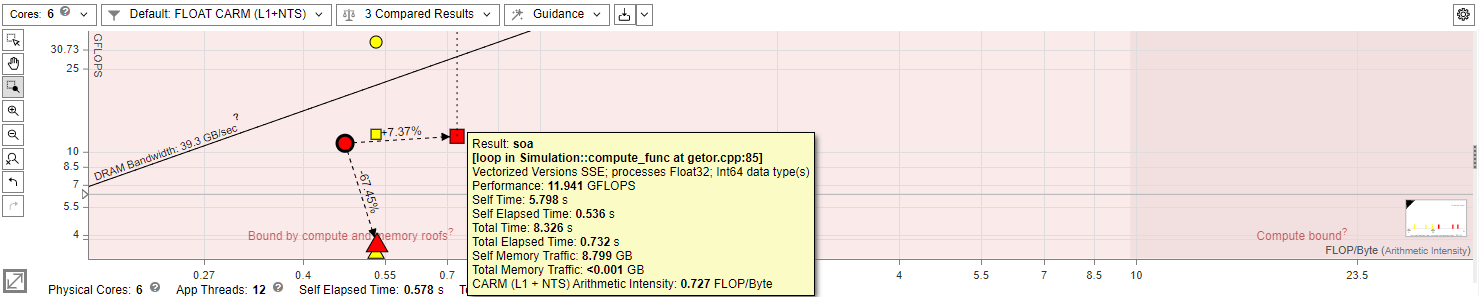 Cores: 6 ? Default: FLOAT CARM (L1+NTS) 3 Compared Results Guidance
GFLOPS
30.73
25
10
8.5
7
5.5
4
?
DRAM Bandwidth: 39.3 GB/sec
+7.37%
-67.45%
Result: soa
[loop in Simulation::compute_func at getor.cpp:85]
Vectorized Versions SSE; processes Float32; Int64 data type(s)
Performance: 11.941 GFLOPS
Self Time: 5.798 s
Self Elapsed Time: 0.536 s
Total Time: 8.326 s
Total Elapsed Time: 0.732 s
Self Memory Traffic: 8.799 GB
Total Memory Traffic: <0.001 GB
CARM (L1 + NTS) Arithmetic Intensity: 0.727 FLOP/Byte
Bound by compute and memory roofs?
Compute bound?
FLOP/Byte (Arithmetic Intensity)
0.27 0.4 0.55 0.7 4 5.5 7 8.5 10 23.5
Physical Cores: 6 ? App Threads: 12 ? Self Elapsed Time: 0.578 s